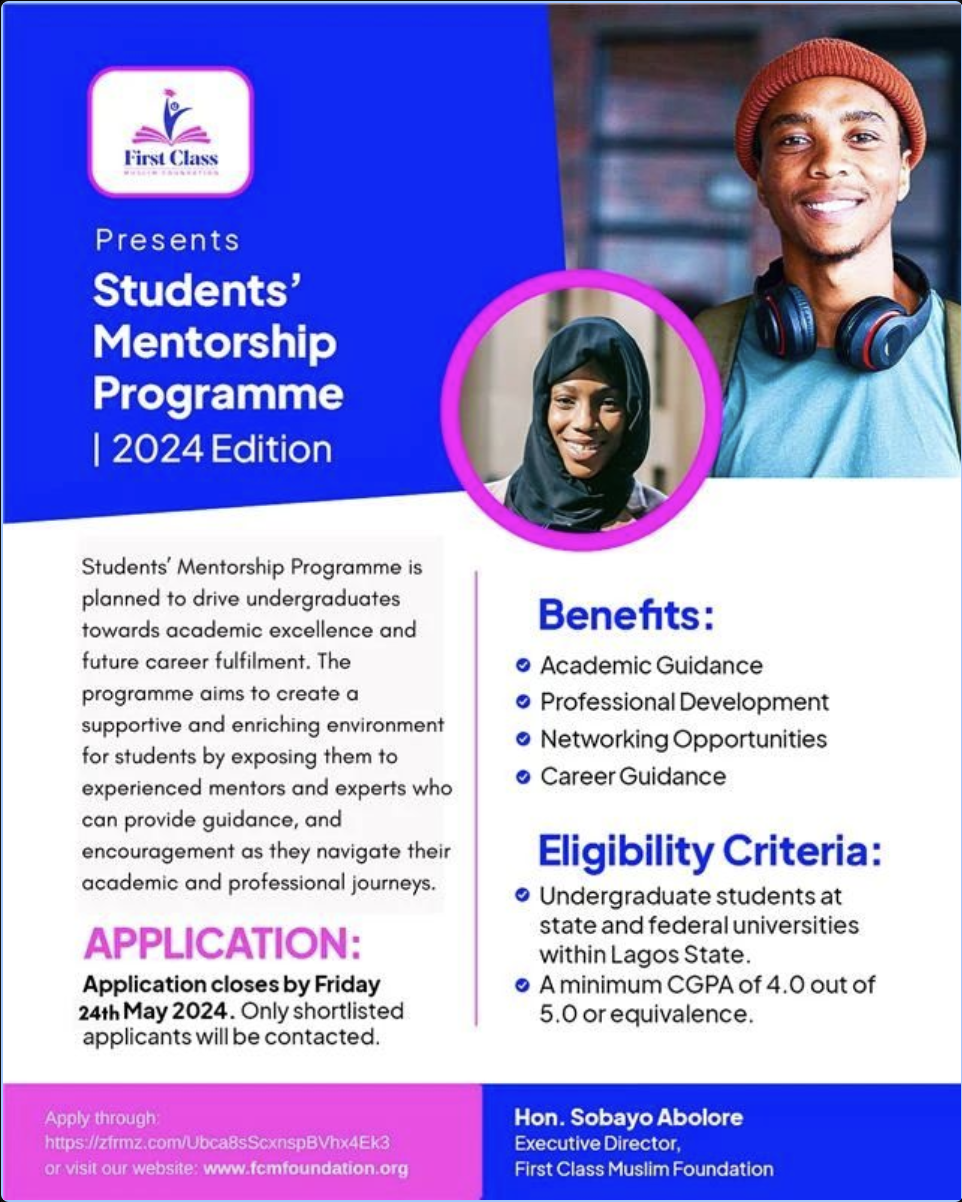 First Class
MUSLIM FOUNDATION
Presents
Students’
Mentorship
Programme
| 2024 Edition
Students’ Mentorship Programme is
planned to drive undergraduates
towards academic excellence and
future career fulfilment. The
programme aims to create a
supportive and enriching environment
for students by exposing them to
experienced mentors and experts who
can provide guidance, and
encouragement as they navigate their
academic and professional journeys.
APPLICATION:
Application closes by Friday
24th May 2024. Only shortlisted
applicants will be contacted.
Benefits:
Academic Guidance
Professional Development
Networking Opportunities
Career Guidance
Eligibility Criteria:
Undergraduate students at
state and federal universities
within Lagos State.
A minimum CGPA of 4.0 out of
5.0 or equivalence.
Apply through:
https://zfrmz.com/Ubca8sScxnspBVhx4Ek3
or visit our website: www.fcmfoundation.org
Hon. Sobayo Abolore
Executive Director,
First Class Muslim Foundation